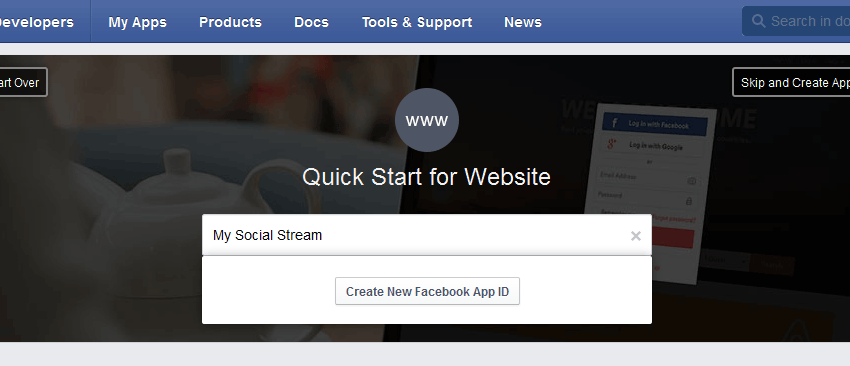 Developers My Apps Products Docs Tools & Support News Search in do
art Over Skip and Create App
www
Quick Start for Website
My Social Stream ×
Create New Facebook App ID
f Log in with Facebook
Log in with Google
or
Email Address
Password